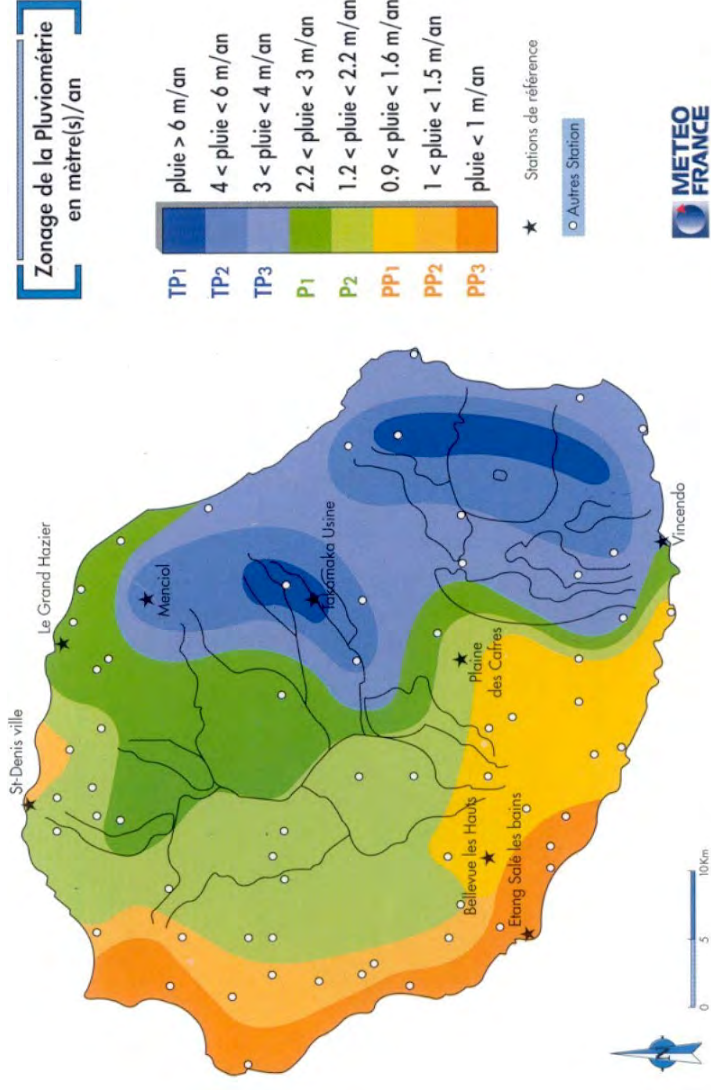 Zonage de la Pluviométrie
en mètre(s)/an
TP1 pluie > 6 m/an
TP2 4 < pluie < 6 m/an
TP3 3 < pluie < 4 m/an
P1 2.2 < pluie < 3 m/an
P2 1.2 < pluie < 2.2 m/an
PP1 0.9 < pluie < 1.6 m/an
PP2 1 < pluie < 1.5 m/an
PP3 pluie < 1 m/an
Stations de référence
Autres Station
METEO
FRANCE
St-Denis ville
Le Grand Hazier
Menciol
Takamaka Usine
Plaine
des Cafres
Bellevue les Hauts
Etang Salé les bains
Vincendo
0 5 10Km
N